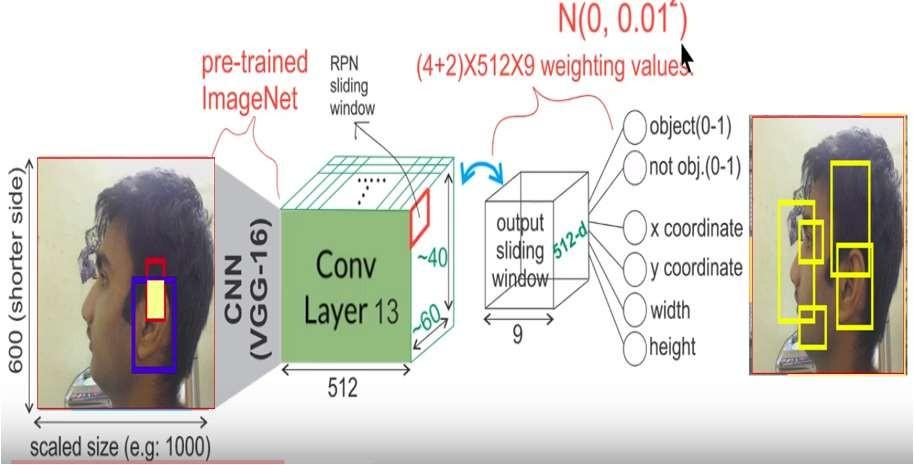 N(0, 0.01²)
pre-trained
ImageNet
RPN
sliding
window
(4+2)X512X9 weighting values
600 (shorter side)
scaled size (e.g: 1000)
CNN
(VGG-16)
Conv
Layer 13
512
~40
~60
output
sliding
window
512-d
9
object(0-1)
not obj.(0-1)
x coordinate
y coordinate
width
height